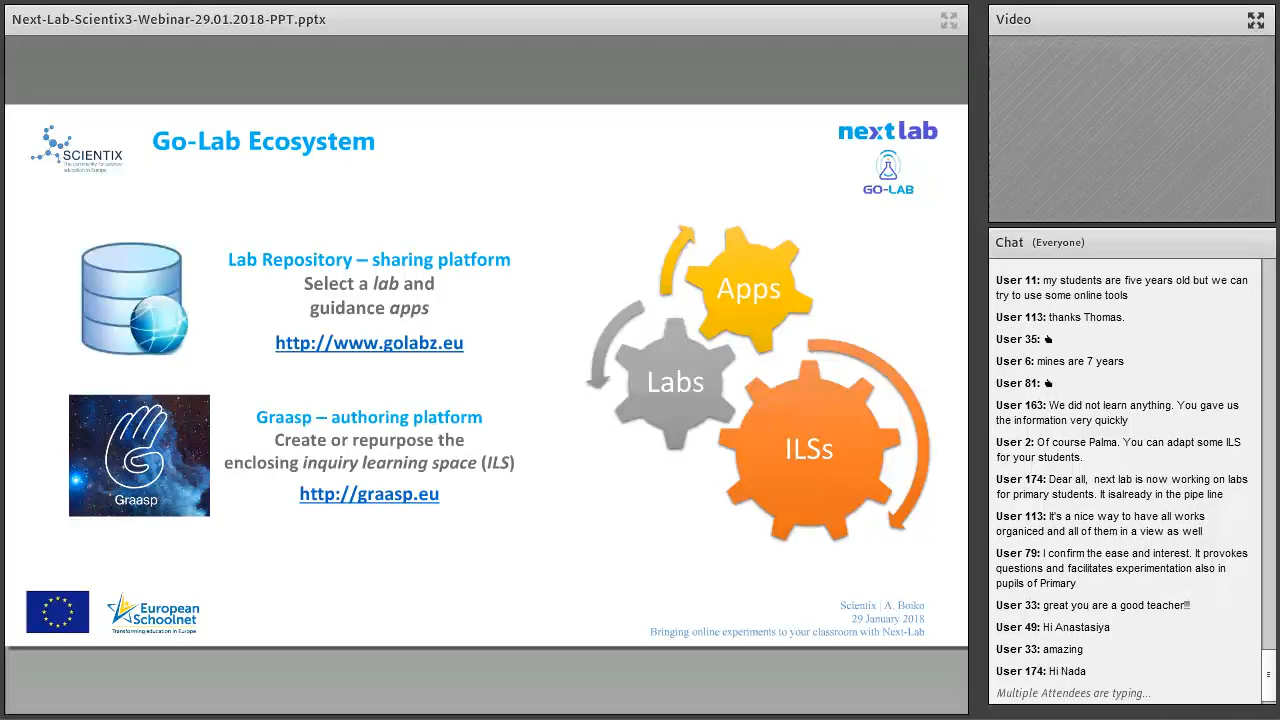 Next-Lab-Scientix3-Webinar-29.01.2018-PPT.pptx
SCIENTIX
The community for science
education in Europe
Go-Lab Ecosystem
next lab
GO-LAB
Lab Repository – sharing platform
Select a lab and
guidance apps
http://www.golabz.eu
Graasp
Graasp – authoring platform
Create or repurpose the
enclosing inquiry learning space (ILS)
http://graasp.eu
Apps
Labs
ILSs
European
Schoolnet
Transforming education in Europe
Scientix | A. Boiko
29 January 2018
Bringing online experiments to your classroom with Next-Lab
Video
Chat (Everyone)
User 11: my students are five years old but we can
try to use some online tools
User 113: thanks Thomas.
User 35:
User 6: mines are 7 years
User 81:
User 163: We did not learn anything. You gave us
the information very quickly
User 2: Of course Palma. You can adapt some ILS
for your students.
User 174: Dear all, next lab is now working on labs
for primary students. It isalready in the pipe line
User 113: It's a nice way to have all works
organiced and all of them in a view as well
User 79: I confirm the ease and interest. It provokes
questions and facilitates experimentation also in
pupils of Primary
User 33: great you are a good teacher!!!
User 49: Hi Anastasiya
User 33: amazing
User 174: Hi Nada
Multiple Attendees are typing...